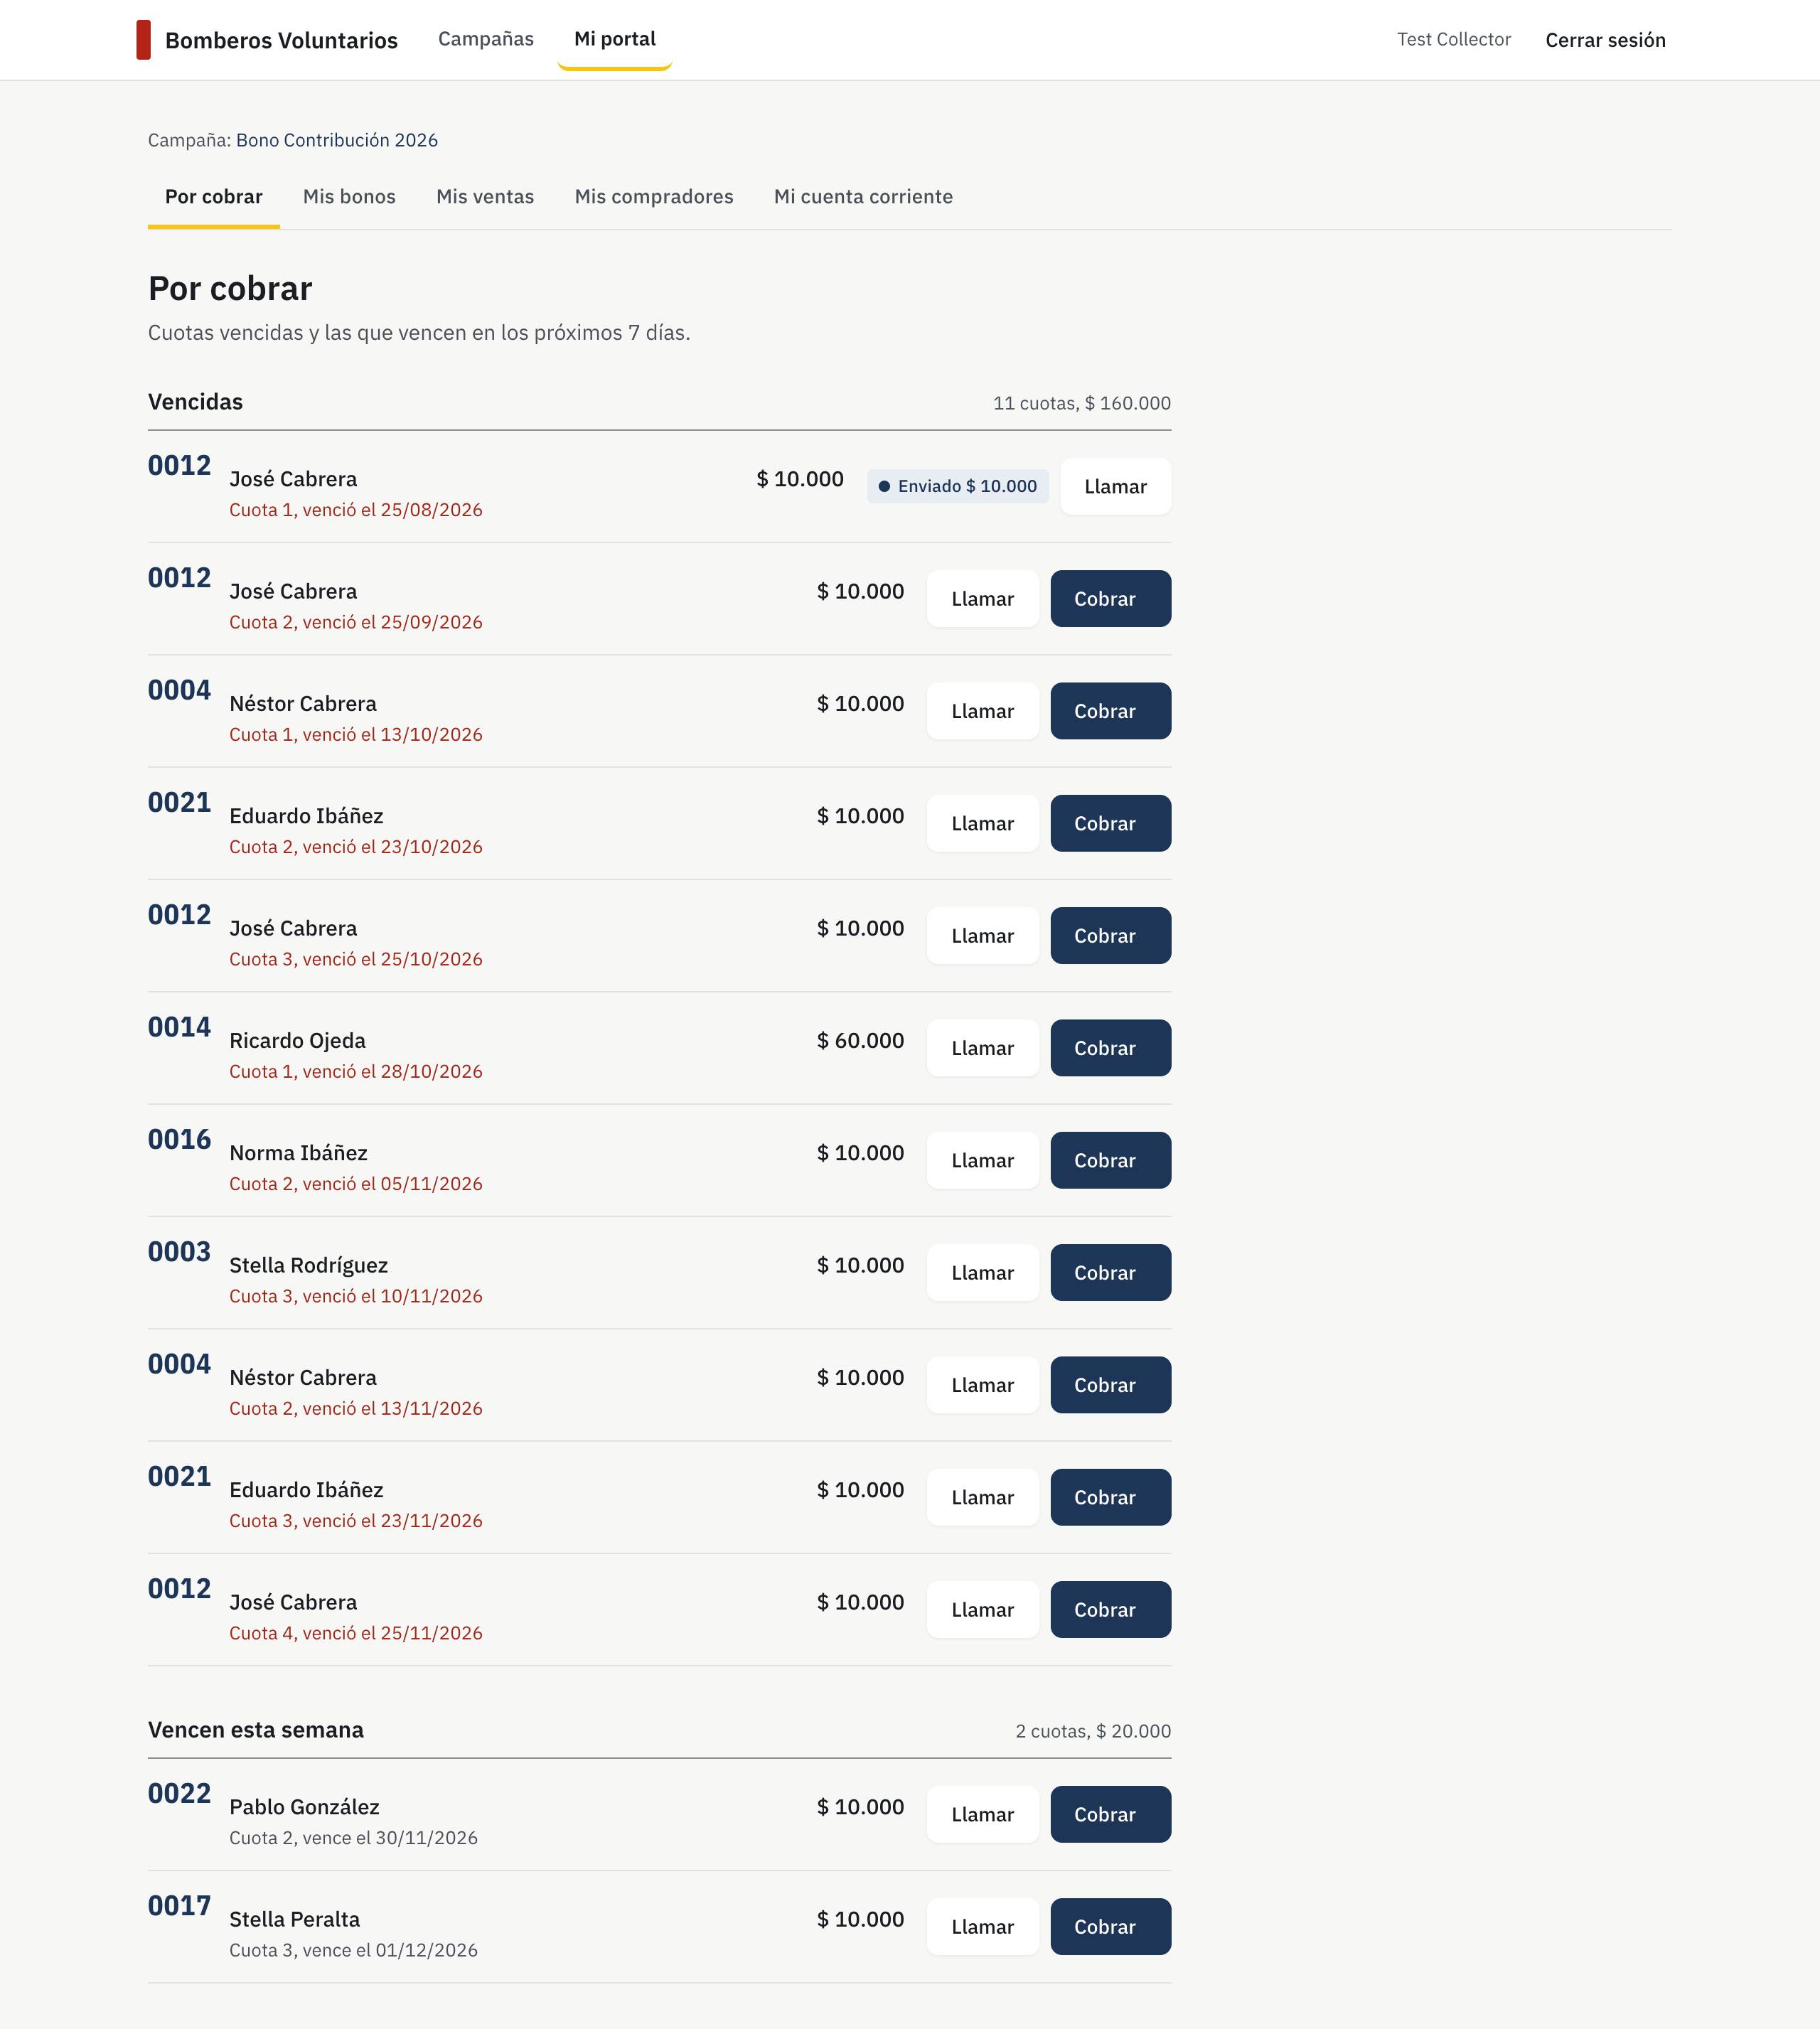 Bomberos Voluntarios Campañas Mi portal Test Collector Cerrar sesión
Campaña: Bono Contribución 2026
Por cobrar Mis bonos Mis ventas Mis compradores Mi cuenta corriente
Por cobrar
Cuotas vencidas y las que vencen en los próximos 7 días.
Vencidas 11 cuotas, $ 160.000
0012 José Cabrera $ 10.000 Enviado $ 10.000 Llamar
Cuota 1, venció el 25/08/2026
0012 José Cabrera $ 10.000 Llamar Cobrar
Cuota 2, venció el 25/09/2026
0004 Néstor Cabrera $ 10.000 Llamar Cobrar
Cuota 1, venció el 13/10/2026
0021 Eduardo Ibáñez $ 10.000 Llamar Cobrar
Cuota 2, venció el 23/10/2026
0012 José Cabrera $ 10.000 Llamar Cobrar
Cuota 3, venció el 25/10/2026
0014 Ricardo Ojeda $ 60.000 Llamar Cobrar
Cuota 1, venció el 28/10/2026
0016 Norma Ibáñez $ 10.000 Llamar Cobrar
Cuota 2, venció el 05/11/2026
0003 Stella Rodríguez $ 10.000 Llamar Cobrar
Cuota 3, venció el 10/11/2026
0004 Néstor Cabrera $ 10.000 Llamar Cobrar
Cuota 2, venció el 13/11/2026
0021 Eduardo Ibáñez $ 10.000 Llamar Cobrar
Cuota 3, venció el 23/11/2026
0012 José Cabrera $ 10.000 Llamar Cobrar
Cuota 4, venció el 25/11/2026
Vencen esta semana 2 cuotas, $ 20.000
0022 Pablo González $ 10.000 Llamar Cobrar
Cuota 2, vence el 30/11/2026
0017 Stella Peralta $ 10.000 Llamar Cobrar
Cuota 3, vence el 01/12/2026